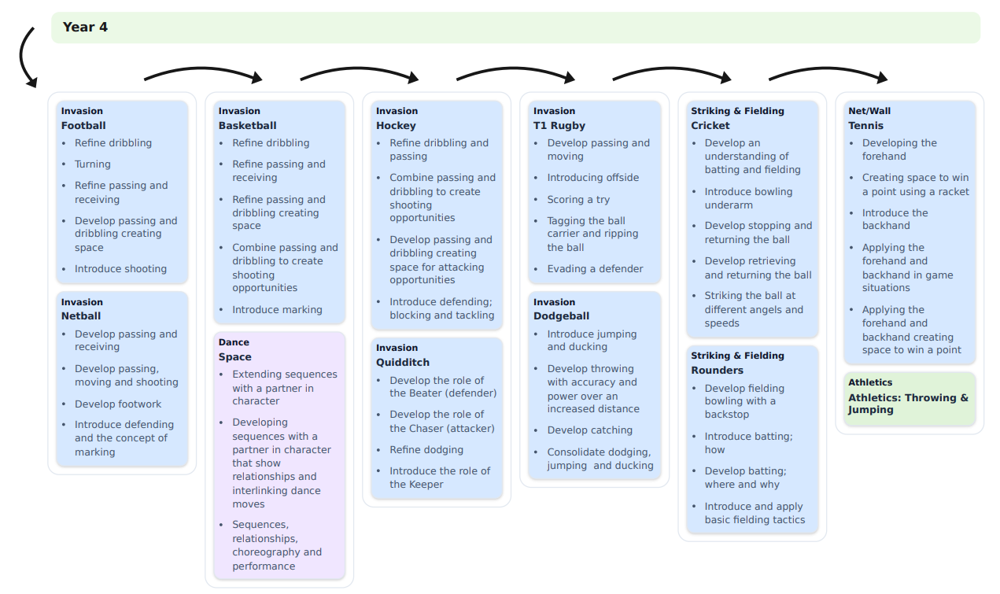 Year 4
Invasion
Football
• Refine dribbling
• Turning
• Refine passing and
receiving
• Develop passing and
dribbling creating
space
• Introduce shooting
Invasion
Netball
• Develop passing and
receiving
• Develop passing,
moving and shooting
• Develop footwork
• Introduce defending
and the concept of
marking
Invasion
Basketball
• Refine dribbling
• Refine passing and
receiving
• Refine passing and
dribbling creating
space
• Combine passing and
dribbling to create
shooting
opportunities
• Introduce marking
Dance
Space
• Extending sequences
with a partner in
character
• Developing
sequences with a
partner in character
that show
relationships and
interlinking dance
moves
• Sequences,
relationships,
choreography and
performance
Invasion
Hockey
• Refine dribbling and
passing
• Combine passing and
dribbling to create
shooting
opportunities
• Develop passing and
dribbling creating
space for attacking
opportunities
• Introduce defending;
blocking and tackling
Invasion
Quidditch
• Develop the role of
the Beater (defender)
• Develop the role of
the Chaser (attacker)
• Refine dodging
• Introduce the role of
the Keeper
Invasion
T1 Rugby
• Develop passing and
moving
• Introducing offside
• Scoring a try
• Tagging the ball
carrier and ripping
the ball
• Evading a defender
Invasion
Dodgeball
• Introduce jumping
and ducking
• Develop throwing
with accuracy and
power over an
increased distance
• Develop catching
• Consolidate dodging,
jumping  and ducking
Striking & Fielding
Cricket
• Develop an
understanding of
batting and fielding
• Introduce bowling
underarm
• Develop stopping and
returning the ball
• Develop retrieving
and returning the ball
• Striking the ball at
different angels and
speeds
Striking & Fielding
Rounders
• Develop fielding
bowling with a
backstop
• Introduce batting;
how
• Develop batting;
where and why
• Introduce and apply
basic fielding tactics
Net/Wall
Tennis
• Developing the
forehand
• Creating space to win
a point using a racket
• Introduce the
backhand
• Applying the
forehand and
backhand in game
situations
• Applying the
forehand and
backhand creating
space to win a point
Athletics
Athletics: Throwing &
Jumping